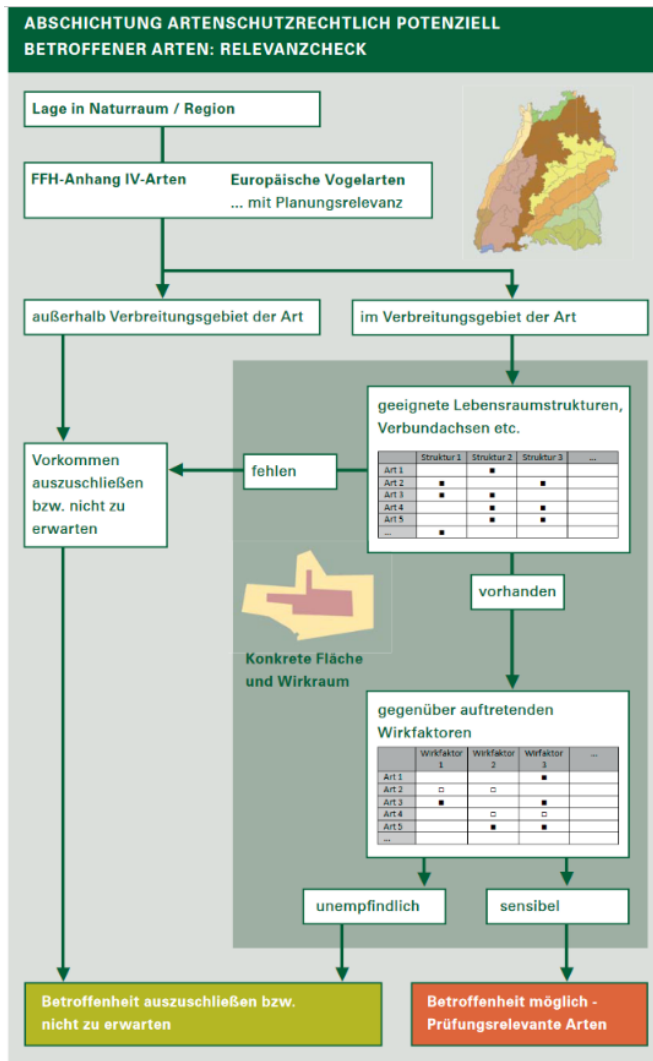 ABSCHICHTUNG ARTENSCHUTZRECHTLICH POTENZIELL
BETROFFENER ARTEN: RELEVANZCHECK
Lage in Naturraum / Region
FFH-Anhang IV-Arten
Europäische Vogelarten
... mit Planungsrelevanz
außerhalb Verbreitungsgebiet der Art
im Verbreitungsgebiet der Art
geeignete Lebensraumstrukturen,
Verbundachsen etc.
Struktur 1 Struktur 2 Struktur 3 ...
Art 1 ■
Art 2 ■ ■
Art 3 ■ ■
Art 4 ■ ■
Art 5 ■ ■
... ■
fehlen
Vorkommen
auszuschließen
bzw. nicht zu
erwarten
vorhanden
Konkrete Fläche
und Wirkraum
gegenüber auftretenden
Wirkfaktoren
Wirkfaktor 1 Wirkfaktor 2 Wirfaktor 3 ...
Art 1 ■
Art 2 □ □
Art 3 ■ ■
Art 4 □ □
Art 5 ■ ■
...
unempfindlich
sensibel
Betroffenheit auszuschließen bzw.
nicht zu erwarten
Betroffenheit möglich -
Prüfungsrelevante Arten